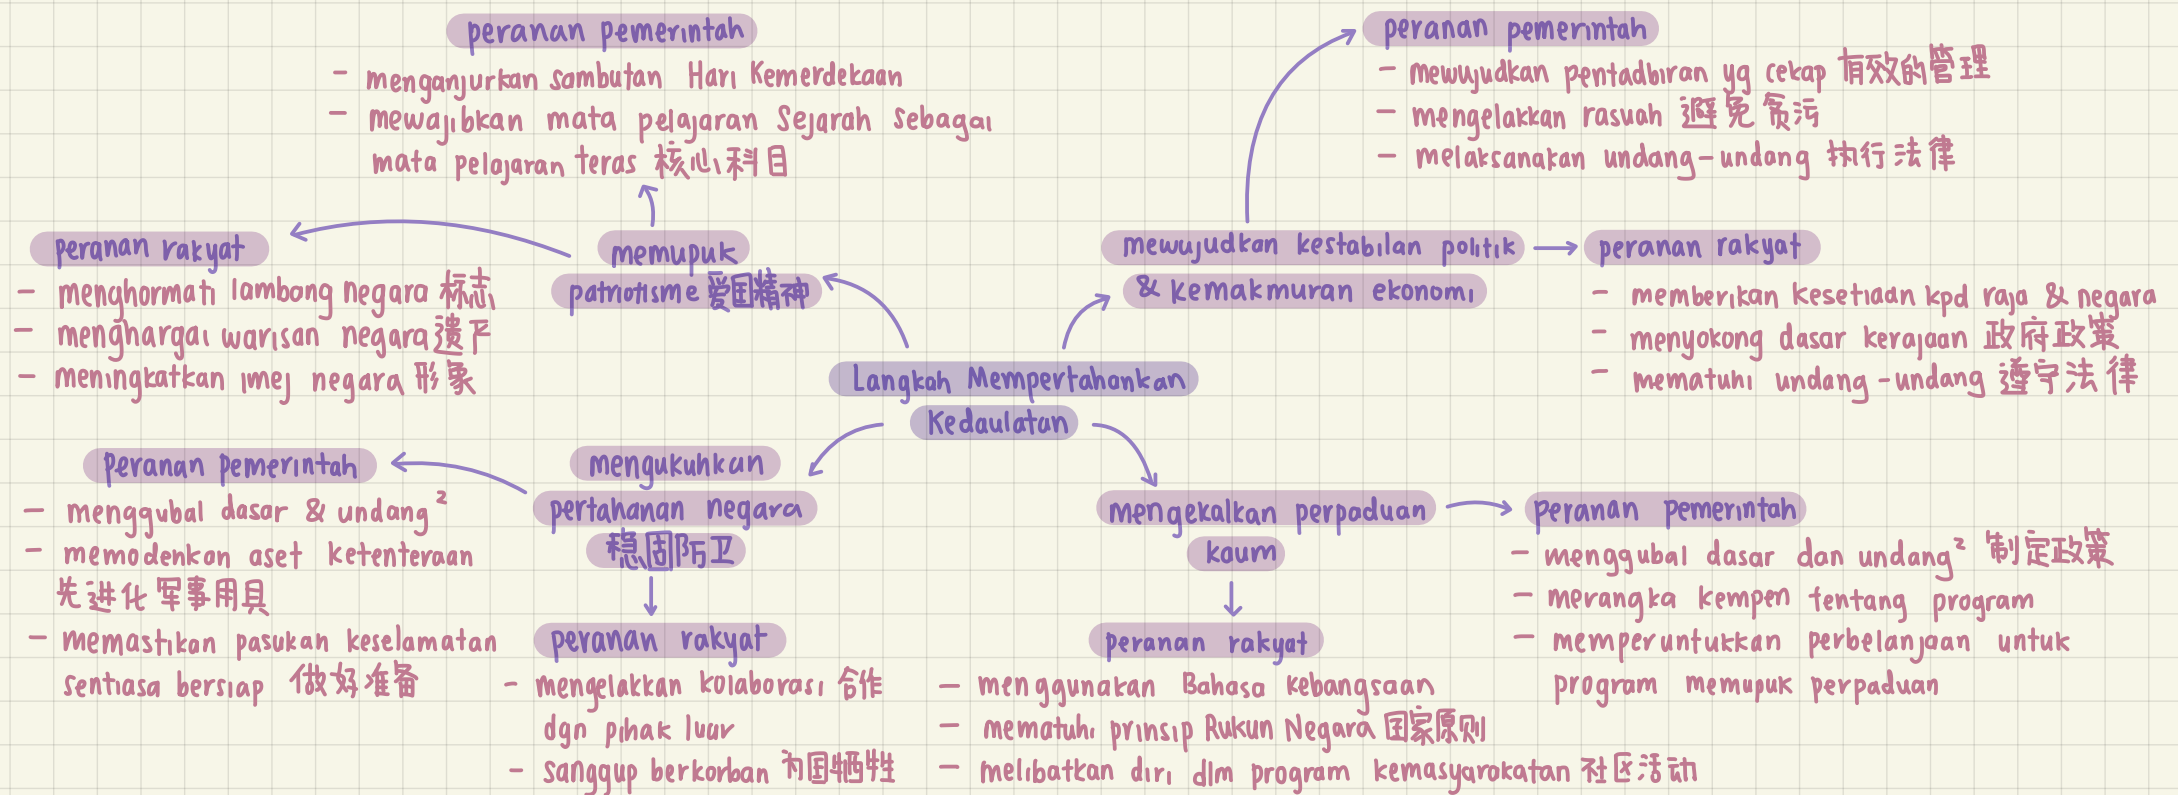 peranan pemerintah
- menganjurkan sambutan Hari Kemerdekaan
- mewajibkan mata pelajaran Sejarah sebagai
mata pelajaran teras 核心科目
peranan pemerintah
- mewujudkan pentadbiran yg cekap 有效的管理
- mengelakkan rasuah 避免贪污
- melaksanakan undang-undang 执行法律
peranan rakyat
- menghormati lambang negara 标志
- menghargai warisan negara 遗产
- meningkatkan imej negara 形象
memupuk
patriotisme 爱国精神
mewujudkan kestabilan politik
& kemakmuran ekonomi
peranan rakyat
- memberikan kesetiaan kpd raja & negara
- menyokong dasar kerajaan 政府政策
- mematuhi undang-undang 遵守法律
Langkah Mempertahankan
Kedaulatan
peranan pemerintah
- menggubal dasar & undang²
- memodenkan aset ketenteraan
先进化军事用具
- memastikan pasukan keselamatan
sentiasa bersiap 做好准备
mengukuhkan
pertahanan negara
稳固防卫
peranan rakyat
- mengelakkan kolaborasi 合作
dgn pihak luar
- sanggup berkorban 为国牺牲
mengekalkan perpaduan
kaum
peranan rakyat
- menggunakan Bahasa Kebangsaan
- mematuhi prinsip Rukun Negara 国家原则
- melibatkan diri dlm program kemasyarakatan 社区活动
peranan pemerintah
- menggubal dasar dan undang² 制定政策
- merangka kempen tentang program
- memperuntukkan perbelanjaan untuk
program memupuk perpaduan